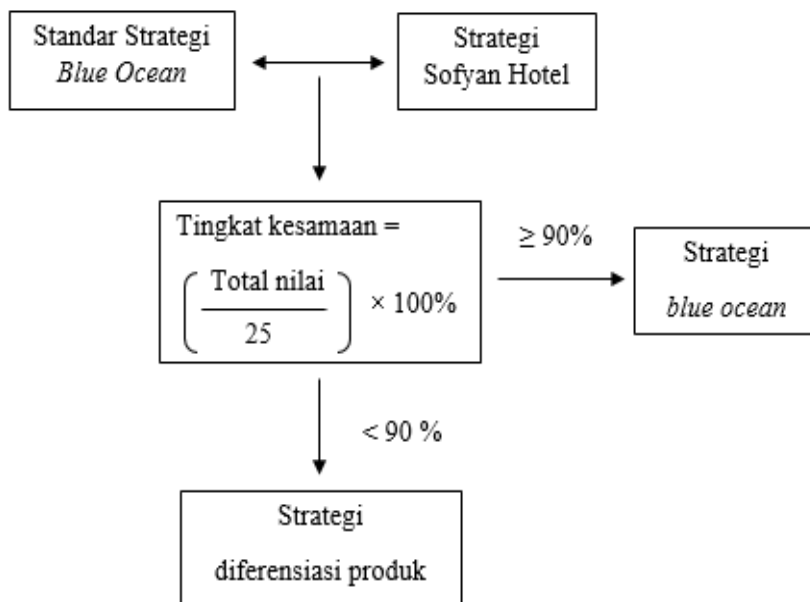 Standar Strategi
Blue Ocean
Strategi
Sofyan Hotel
Tingkat kesamaan =
Total nilai
25
× 100%
≥ 90%
Strategi
blue ocean
< 90 %
Strategi
diferensiasi produk